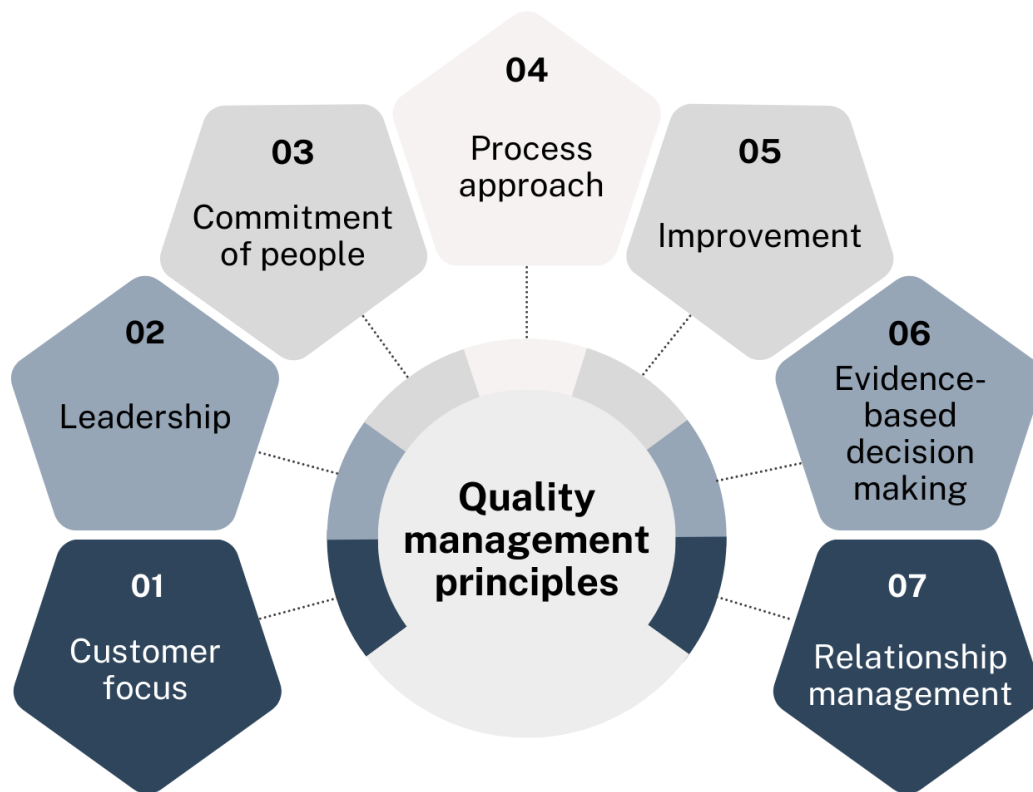 01
Customer
focus
02
Leadership
03
Commitment
of people
04
Process
approach
05
Improvement
06
Evidence-
based
decision
making
07
Relationship
management
Quality
management
principles